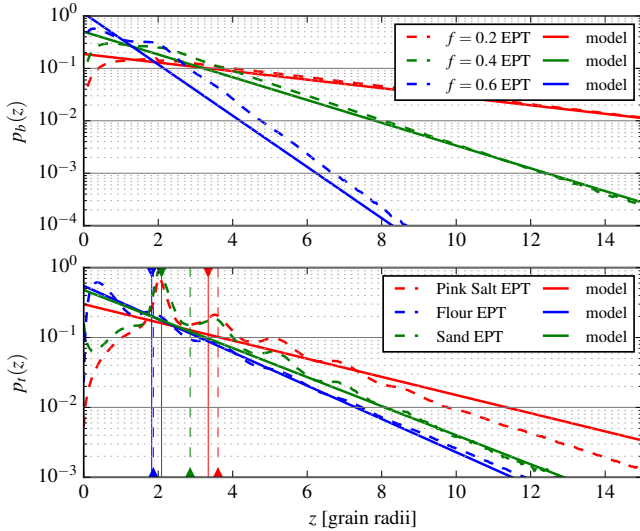 10^0
10^-1
10^-2
10^-3
10^-4
p_b(z)
f = 0.2 EPT model
f = 0.4 EPT model
f = 0.6 EPT model
0 2 4 6 8 10 12 14
10^0
10^-1
10^-2
10^-3
p_t(z)
Pink Salt EPT model
Flour EPT model
Sand EPT model
0 2 4 6 8 10 12 14
z [grain radii]